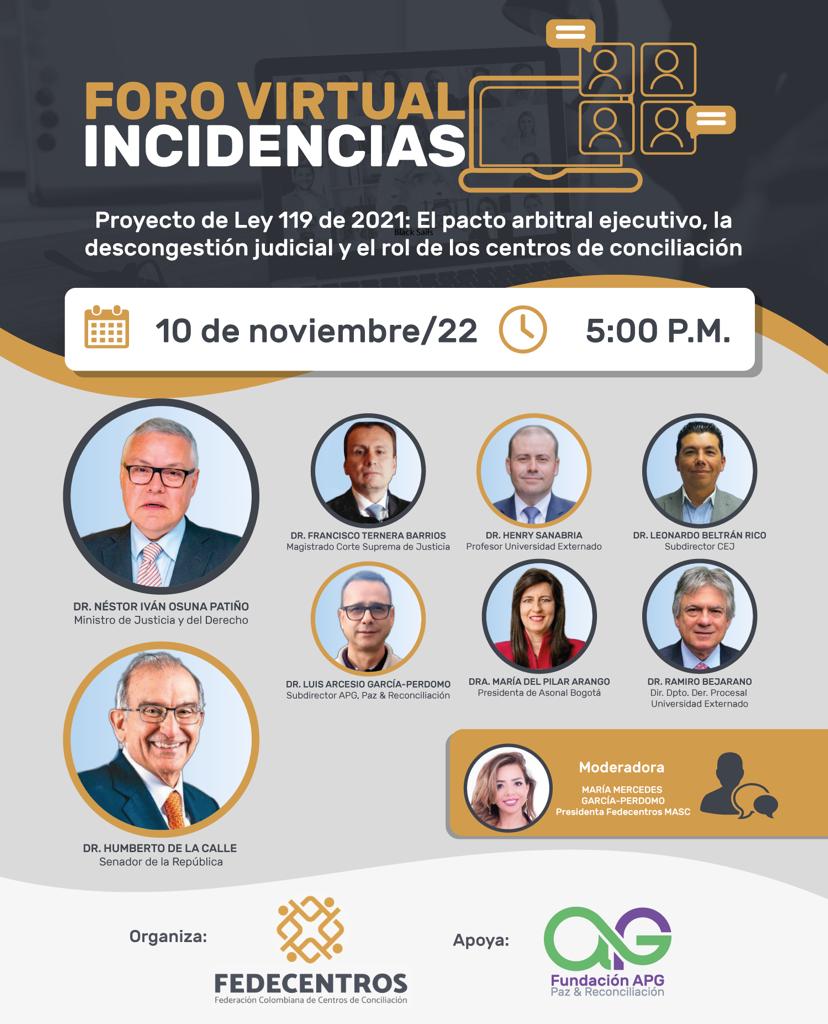 FORO VIRTUAL
INCIDENCIAS
Proyecto de Ley 119 de 2021: El pacto arbitral ejecutivo, la
Black Sails
descongestión judicial y el rol de los centros de conciliación
10 de noviembre/22
5:00 P.M.
DR. NÉSTOR IVÁN OSUNA PATIÑO
Ministro de Justicia y del Derecho
DR. FRANCISCO TERNERA BARRIOS
Magistrado Corte Suprema de Justicia
DR. HENRY SANABRIA
Profesor Universidad Externado
DR. LEONARDO BELTRÁN RICO
Subdirector CEJ
DR. LUIS ARCESIO GARCÍA-PERDOMO
Subdirector APG, Paz & Reconciliación
DRA. MARÍA DEL PILAR ARANGO
Presidenta de Asonal Bogotá
DR. RAMIRO BEJARANO
Dir. Dpto. Der. Procesal
Universidad Externado
DR. HUMBERTO DE LA CALLE
Senador de la República
Moderadora
MARÍA MERCEDES
GARCÍA-PERDOMO
Presidenta Fedecentros MASC
Organiza:
FEDECENTROS
Federación Colombiana de Centros de Conciliación
Apoya:
Fundación APG
Paz & Reconciliación